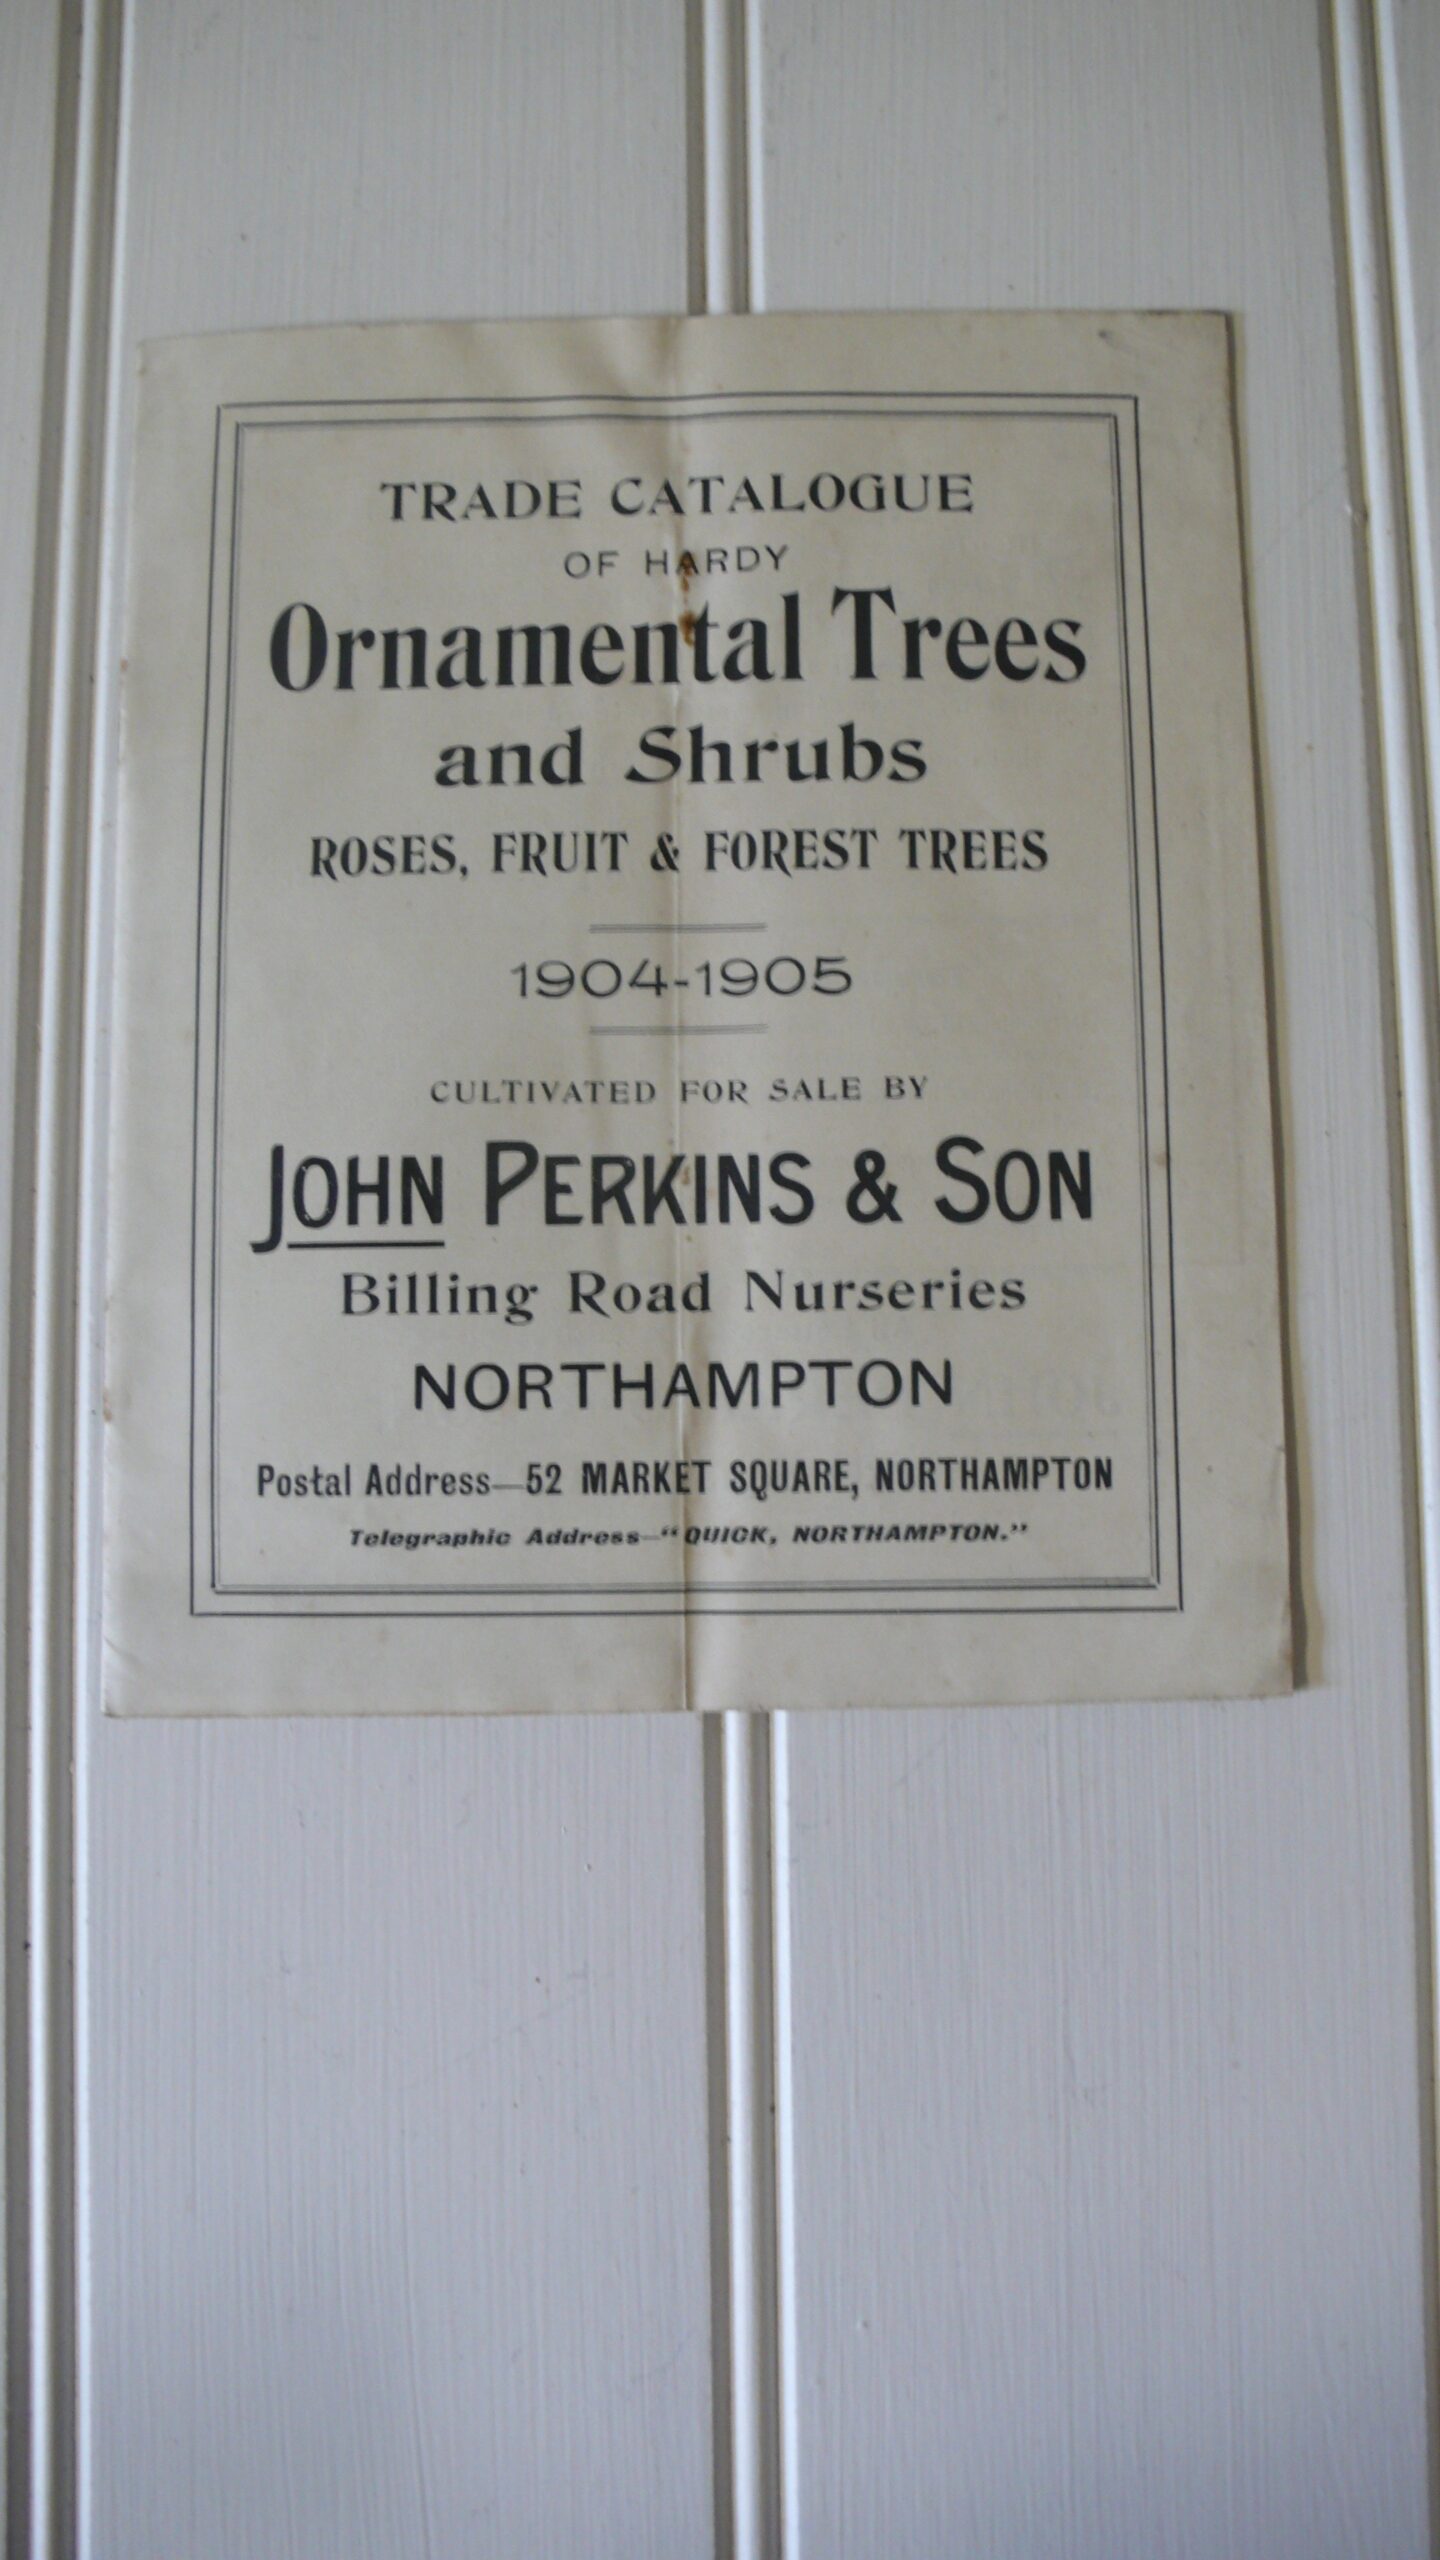 TRADE CATALOGUE
OF HARDY
Ornamental Trees
and Shrubs
ROSES, FRUIT & FOREST TREES
1904-1905
CULTIVATED FOR SALE BY
JOHN PERKINS & SON
Billing Road Nurseries
NORTHAMPTON
Postal Address—52 MARKET SQUARE, NORTHAMPTON
Telegraphic Address—"QUICK, NORTHAMPTON."